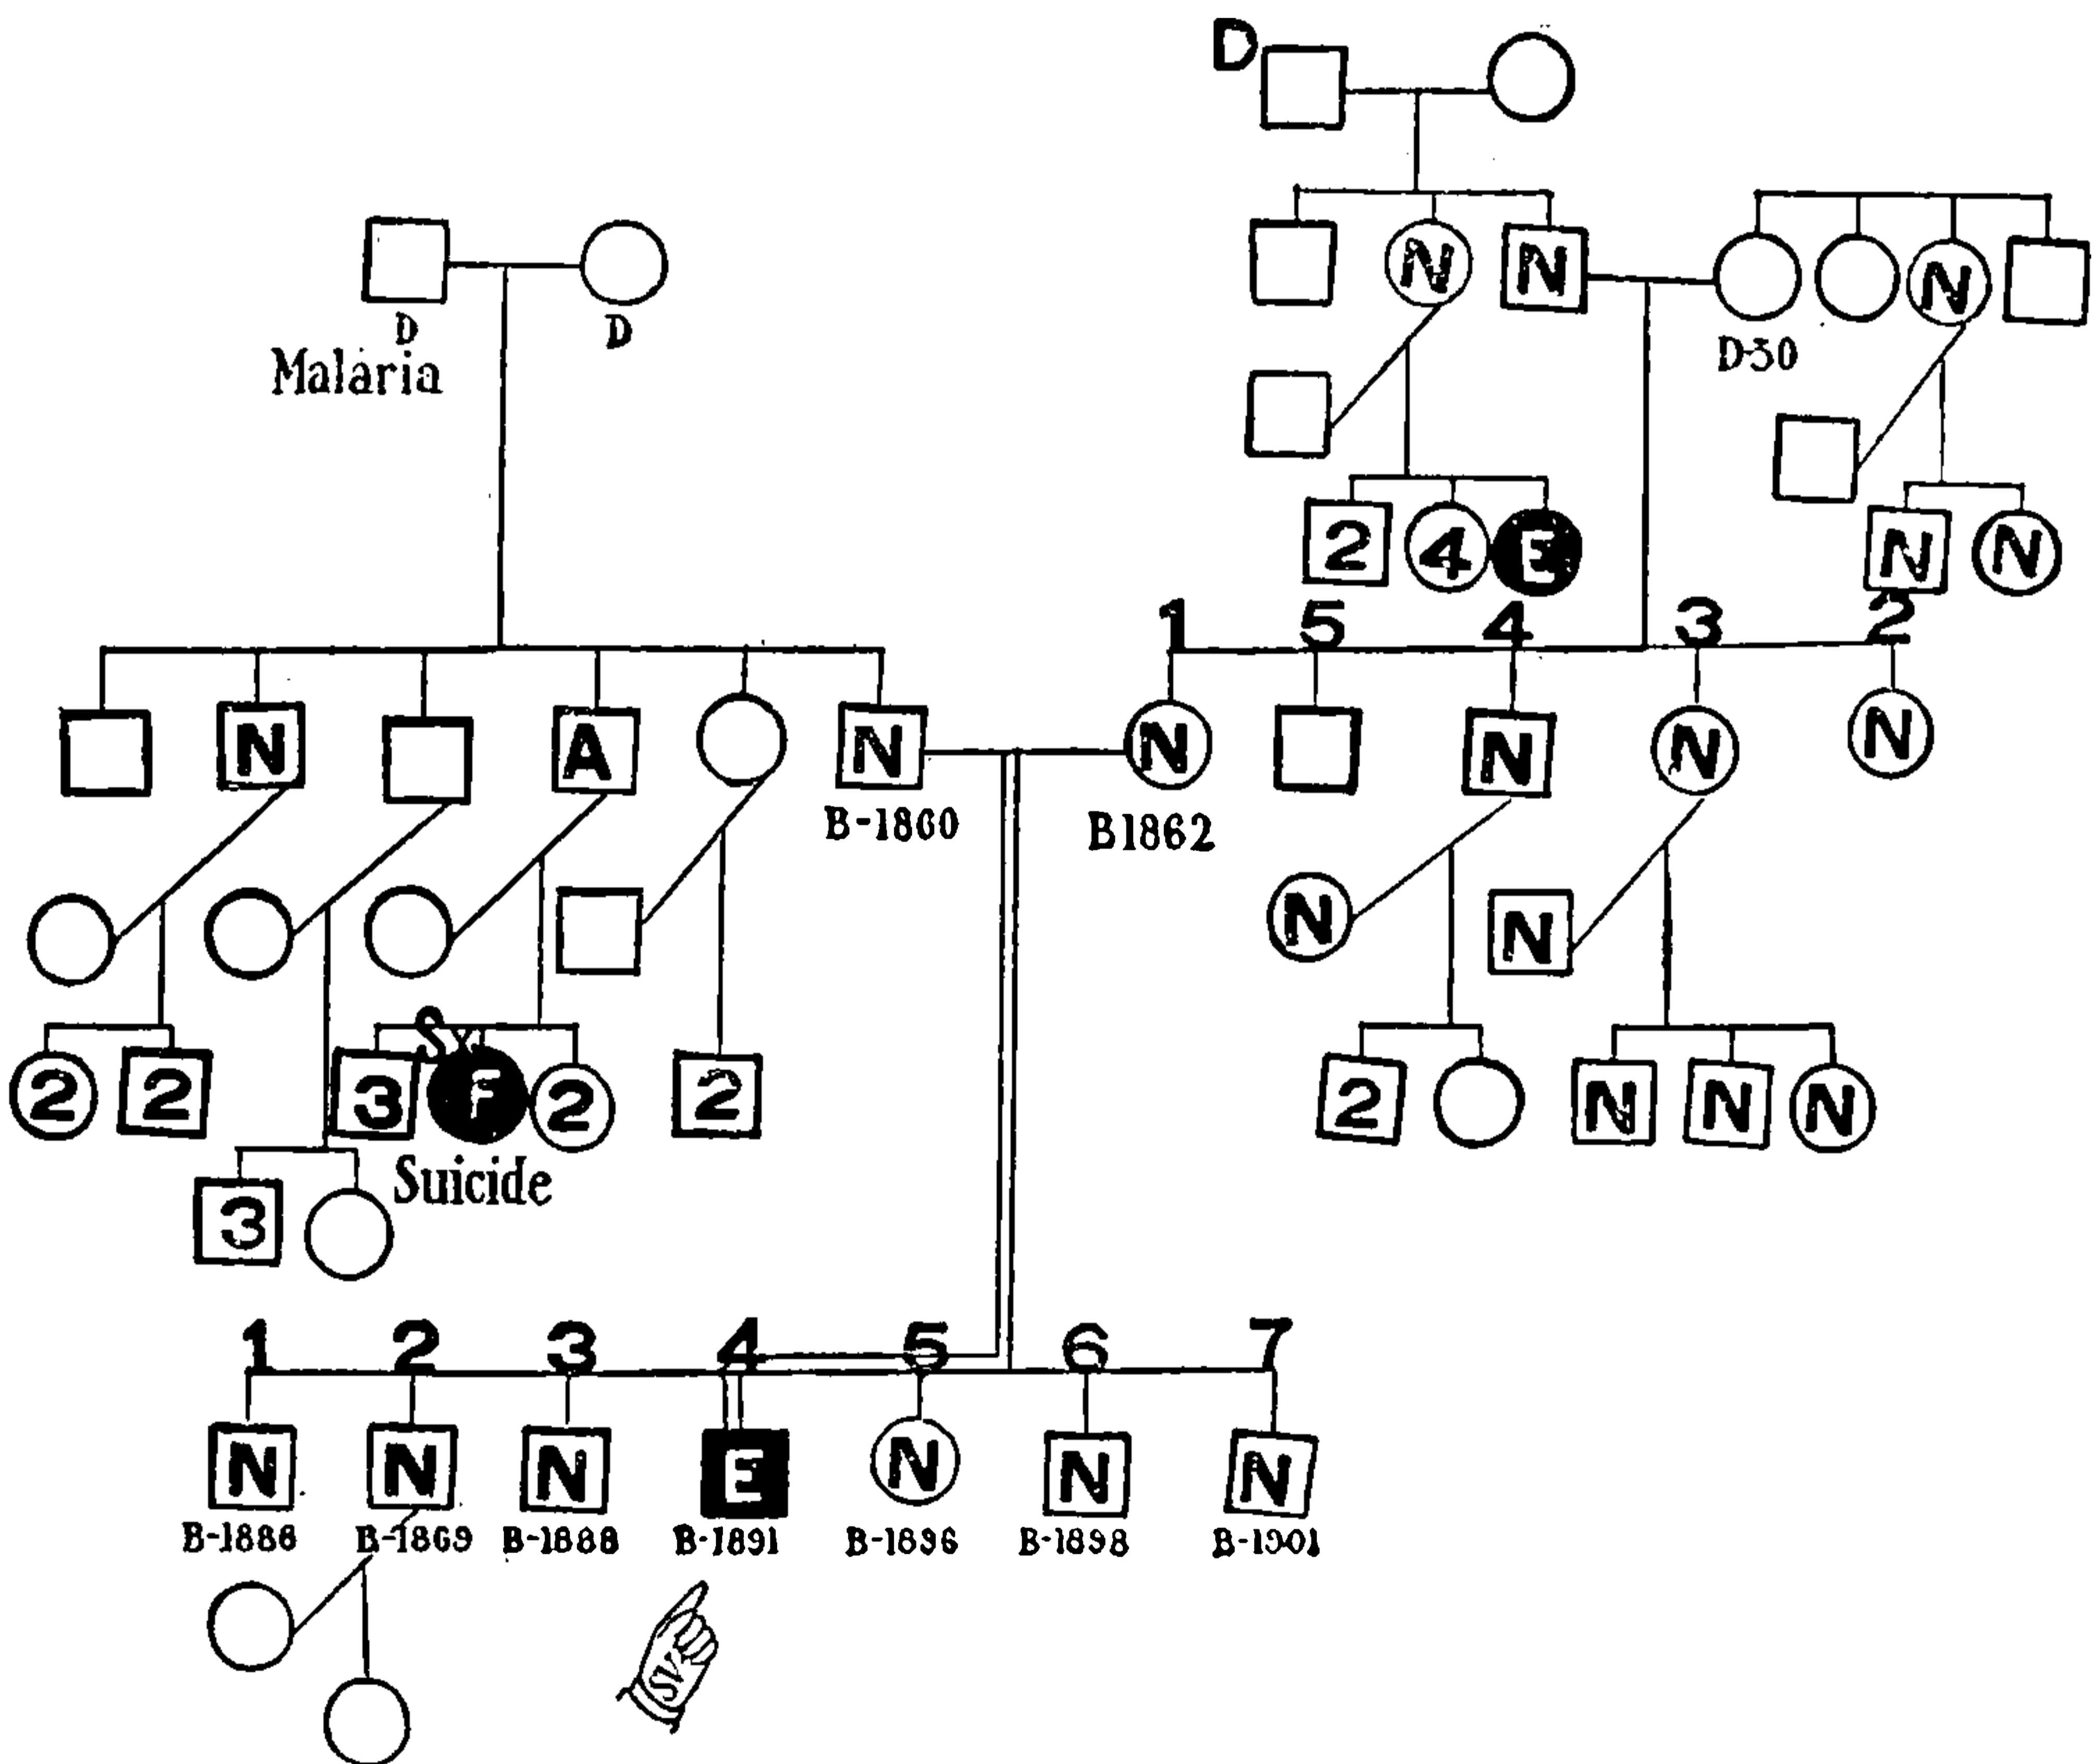 D
N N N N
D D
Malaria
D-30
2 4 E N N
1 5 4 3 2
N A N N N N N
B-1860 B1862
N N
Sx
2 2 3 F 2 2 2 N N N
Suicide
3
1 2 3 4 5 6 7
N N N E N N N
B-1886 B-1869 B-1888 B-1891 B-1896 B-1898 B-1901